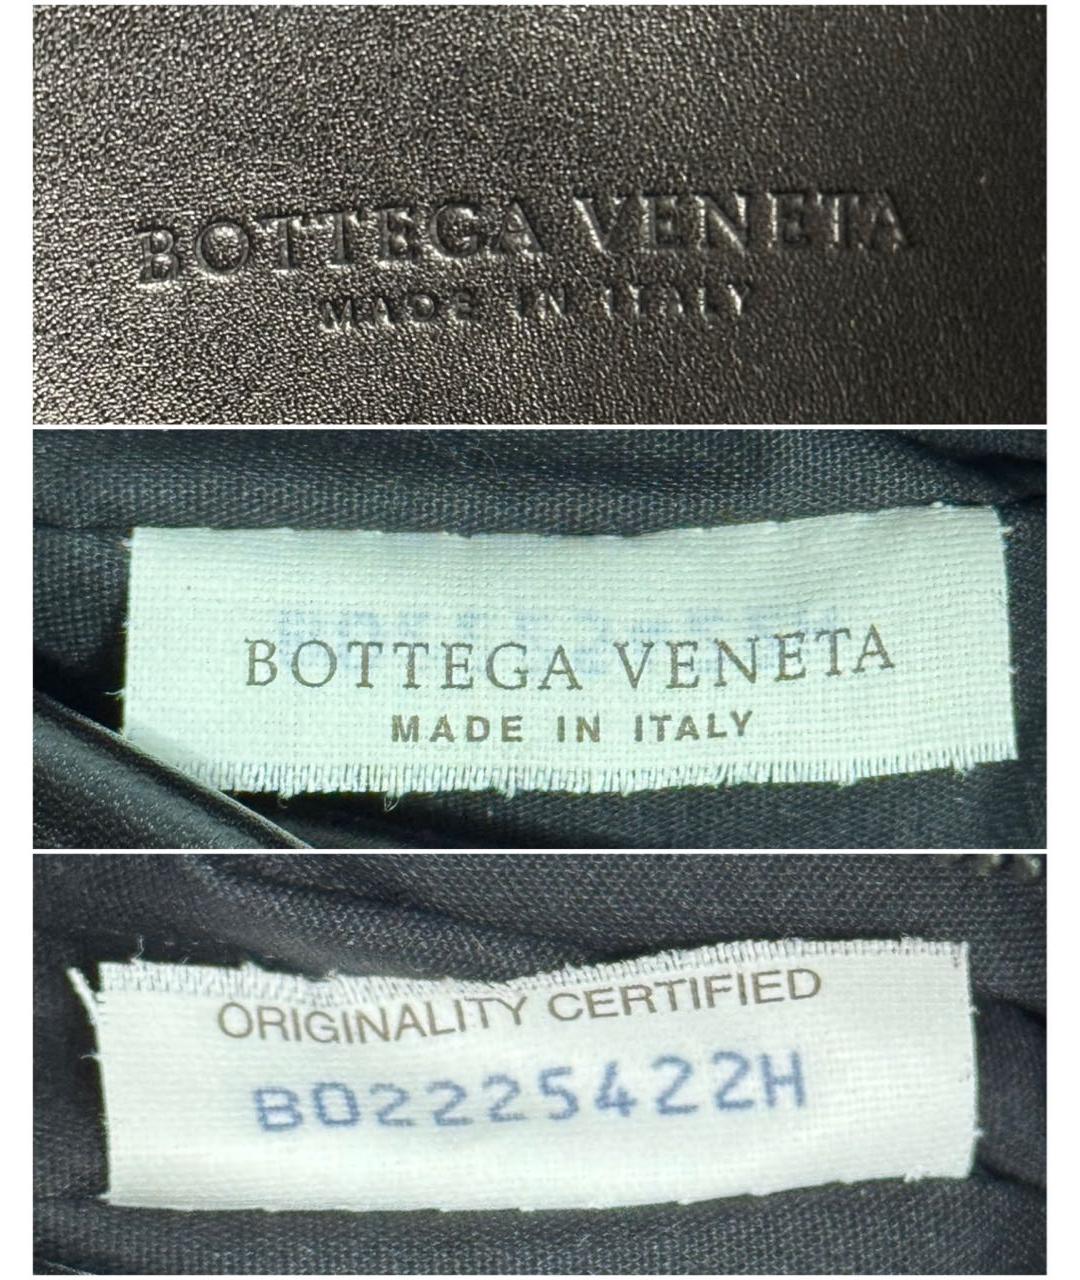 BOTTEGA VENETA
MADE IN ITALY
BOTTEGA VENETA
MADE IN ITALY
ORIGINALITY CERTIFIED
B02225422H